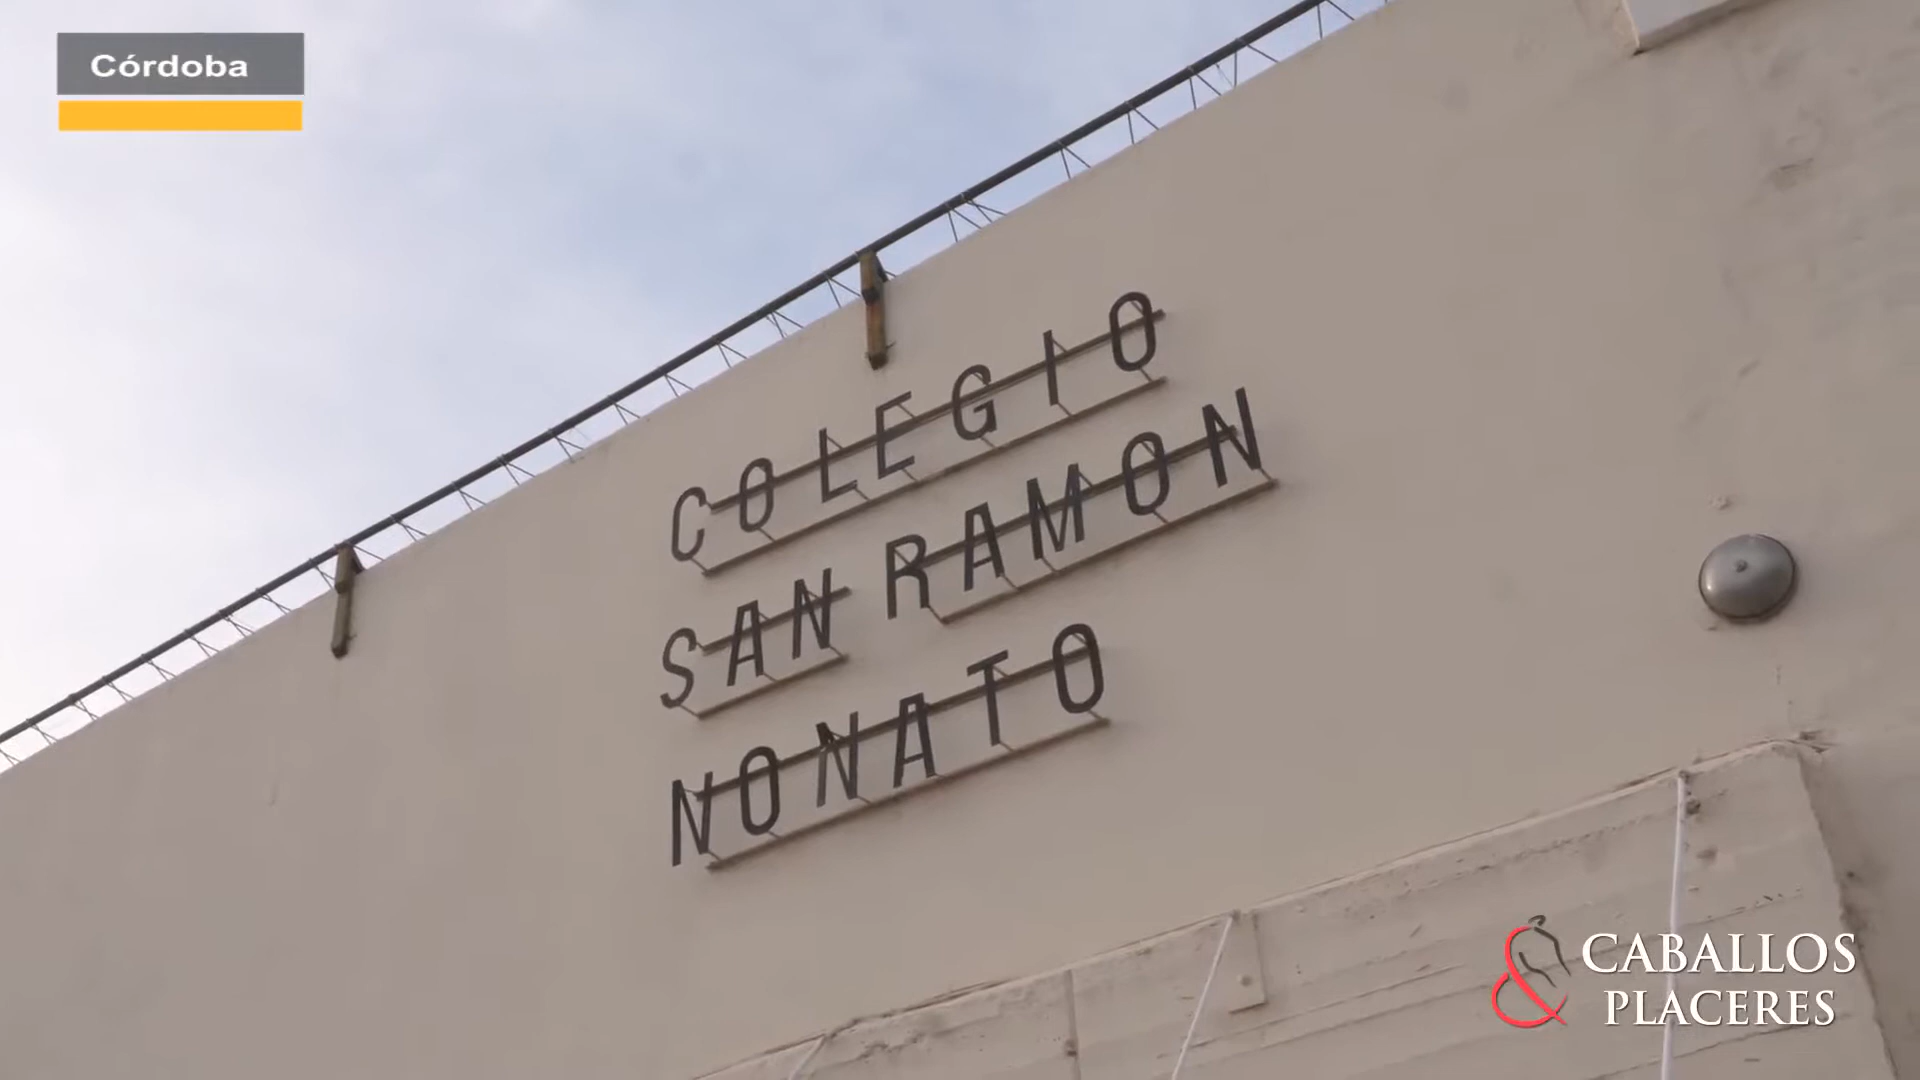 Córdoba
COLEGIO
SAN RAMON
NONATO
& CABALLOS
PLACERES